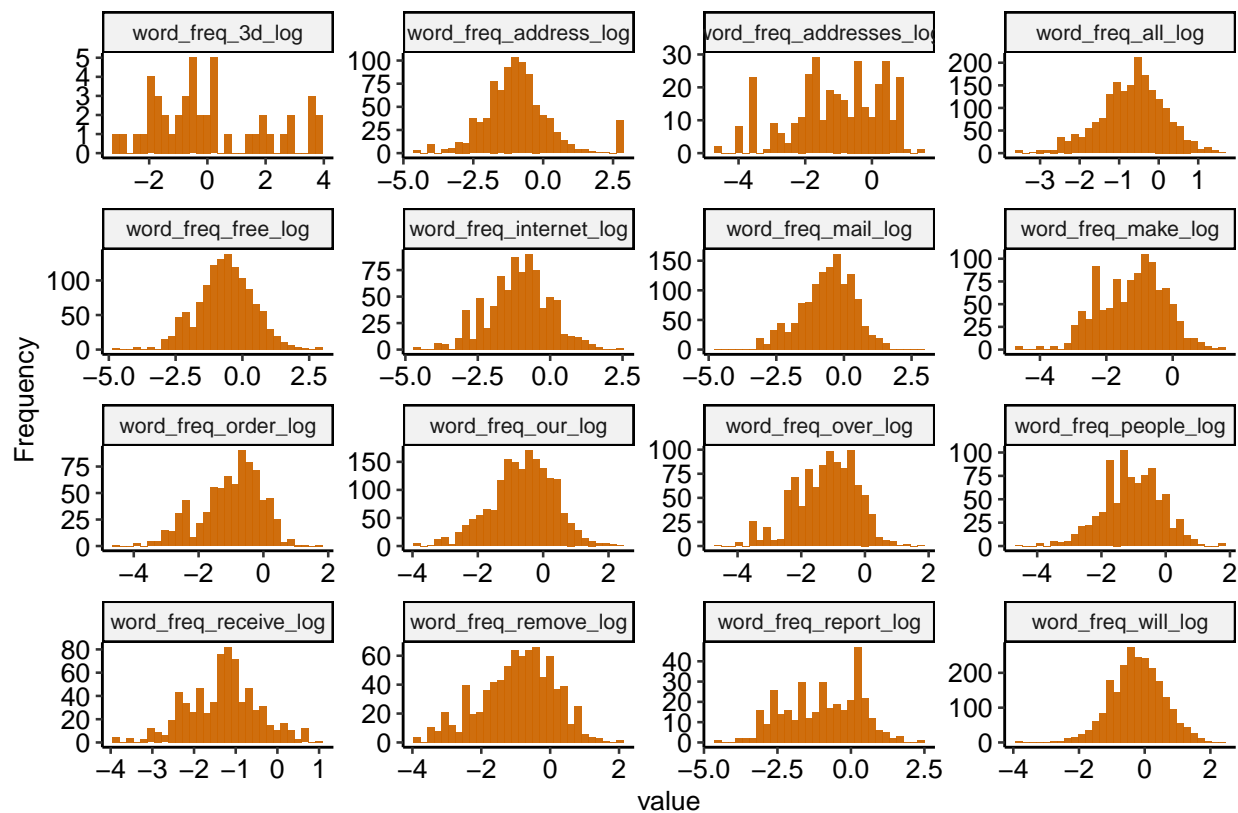 word_freq_3d_log word_freq_address_log word_freq_addresses_log word_freq_all_log
5 4 3 2 1 0 100 75 50 25 0 30 20 10 0 200 150 100 50 0
−2 0 2 4 −5.0 −2.5 0.0 2.5 −4 −2 0 −3 −2 −1 0 1
word_freq_free_log word_freq_internet_log word_freq_mail_log word_freq_make_log
100 50 0 75 50 25 0 150 100 50 0 100 75 50 25 0
−5.0 −2.5 0.0 2.5 −5.0 −2.5 0.0 2.5 −5.0 −2.5 0.0 2.5 −4 −2 0
Frequency
word_freq_order_log word_freq_our_log word_freq_over_log word_freq_people_log
75 50 25 0 150 100 50 0 100 75 50 25 0 100 75 50 25 0
−4 −2 0 2 −4 −2 0 2 −4 −2 0 2 −4 −2 0 2
word_freq_receive_log word_freq_remove_log word_freq_report_log word_freq_will_log
80 60 40 20 0 60 40 20 0 40 30 20 10 0 200 100 0
−4 −3 −2 −1 0 1 −4 −2 0 2 −5.0 −2.5 0.0 2.5 −4 −2 0 2
value